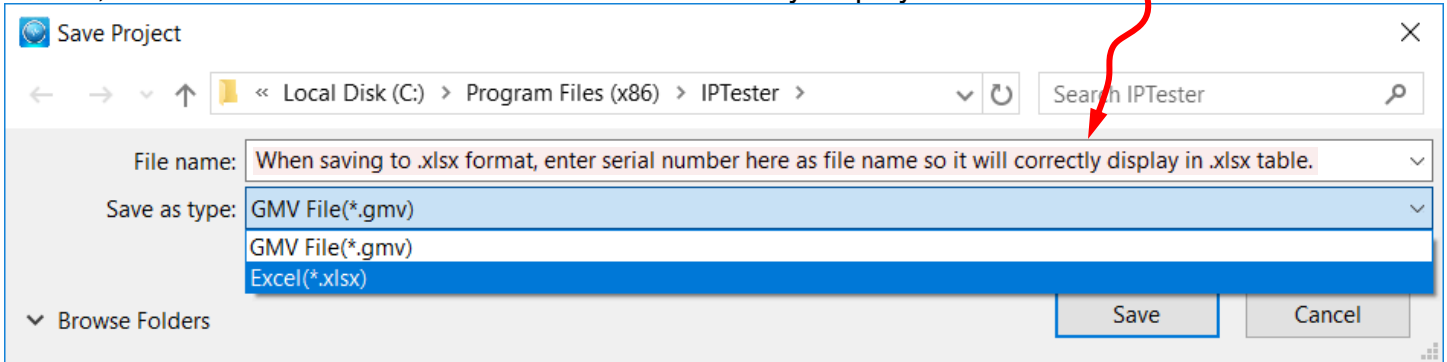 Save Project
« Local Disk (C:) > Program Files (x86) > IPTester >
Search IPTester
File name: When saving to .xlsx format, enter serial number here as file name so it will correctly display in .xlsx table.
Save as type: GMV File(*.gmv)
GMV File(*.gmv)
Excel(*.xlsx)
Browse Folders
Save
Cancel